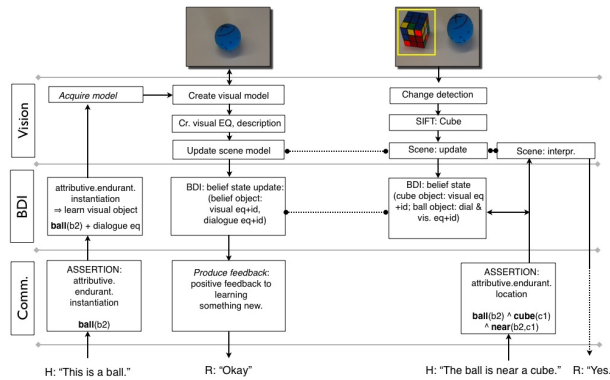 Vision
Acquire model
Create visual model
Cr. visual EQ, description
Update scene model
Change detection
SIFT: Cube
Scene: update
Scene: interpr.
BDI
attributive.endurant.
instantiation
⇒ learn visual object
ball(b2) + dialogue eq
BDI: belief state update:
(belief object:
visual eq+id,
dialogue eq+id)
BDI: belief state
(cube object: visual eq
+id; ball object: dial &
vis. eq+id)
Comm.
ASSERTION:
attributive.
endurant.
instantiation
ball(b2)
Produce feedback:
positive feedback to
learning
something new.
ASSERTION:
attributive.endurant.
location
ball(b2) ^ cube(c1)
^ near(b2,c1)
H: "This is a ball."
R: "Okay"
H: "The ball is near a cube."
R: "Yes.